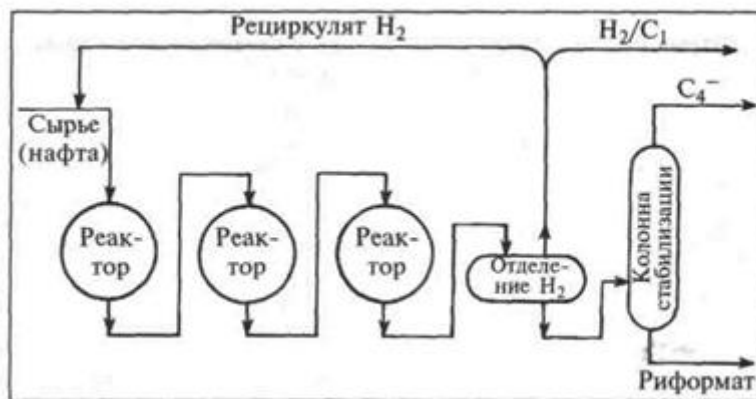 Рециркулят H₂
H₂/C₁
C₄⁻
Сырье
(нафта)
Реак-
тор
Реак-
тор
Реак-
тор
Отделе-
ние H₂
Колонна
стабилизации
Риформат